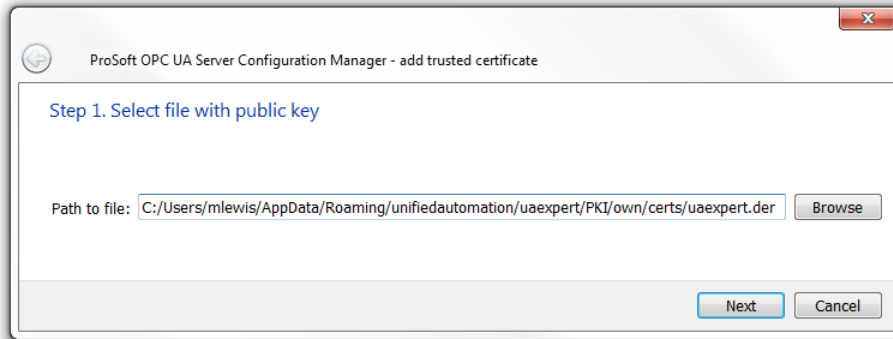 ProSoft OPC UA Server Configuration Manager - add trusted certificate
Step 1. Select file with public key
Path to file: C:/Users/mlewis/AppData/Roaming/unifiedautomation/uaexpert/PKI/own/certs/uaexpert.der Browse
Next Cancel